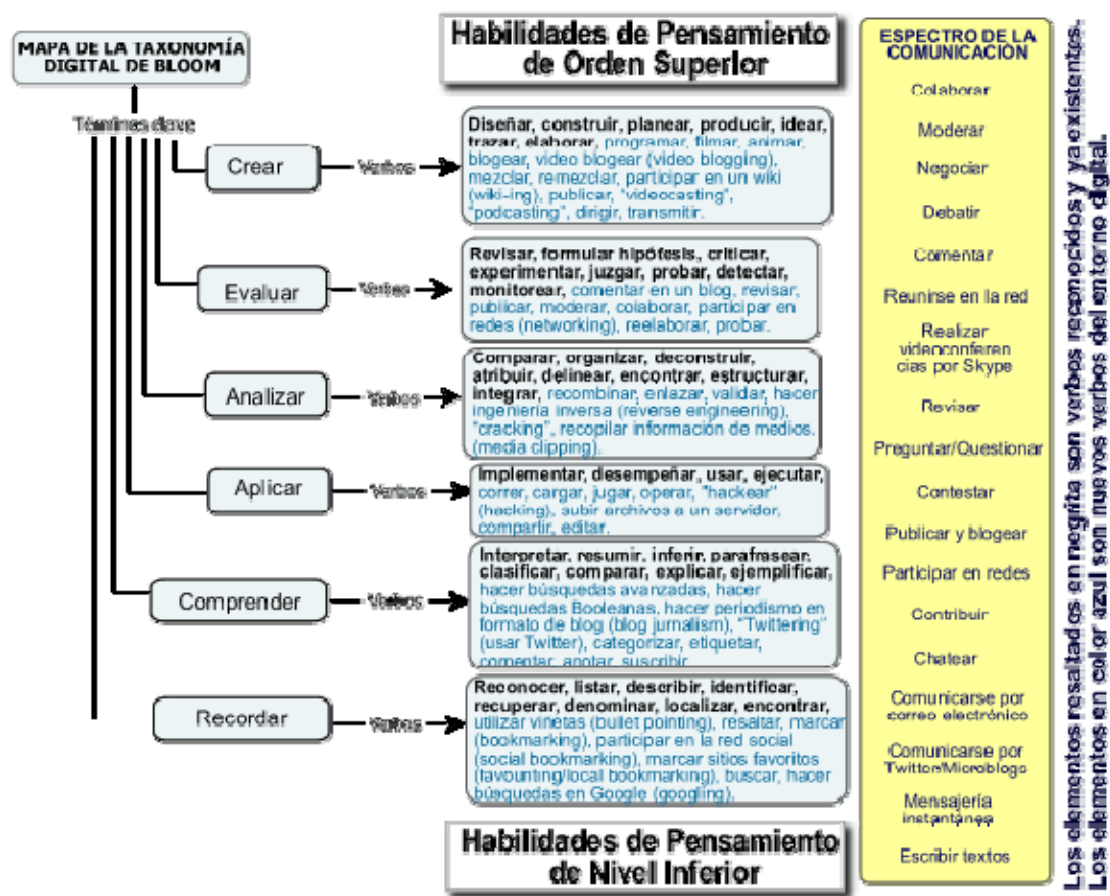 MAPA DE LA TAXONOMÍA
DIGITAL DE BLOOM
Términos clave
Habilidades de Pensamiento
de Orden Superior
Crear
Verbos
Diseñar, construir, planear, producir, idear,
trazar, elaborar, programar, filmar, animar,
blogear, video blogear (video blogging),
mezclar, re-mezclar, participar en un wiki
(wiki-ing), publicar, "videocasting",
"podcasting", dirigir, transmitir.
Evaluar
Verbos
Revisar, formular hipótesis, criticar,
experimentar, juzgar, probar, detectar,
monitorear, comentar en un blog, revisar,
publicar, moderar, colaborar, participar en
redes (networking), reelaborar, probar.
Analizar
Verbos
Comparar, organizar, deconstruir,
atribuir, delinear, encontrar, estructurar,
integrar, recombinar, enlazar, validar, hacer
ingeniería inversa (reverse engineering),
"cracking", recopilar información de medios.
(media clipping).
Aplicar
Verbos
Implementar, desempeñar, usar, ejecutar,
correr, cargar, jugar, operar, "hackear"
(hacking), subir archivos a un servidor,
compartir, editar.
Comprender
Verbos
Interpretar, resumir, inferir, parafrasear,
clasificar, comparar, explicar, ejemplificar,
hacer búsquedas avanzadas, hacer
búsquedas Booleanas, hacer periodismo en
formato de blog (blog jurnalism), "Twittering"
(usar Twitter), categorizar, etiquetar,
comentar, anotar, suscribir
Recordar
Verbos
Reconocer, listar, describir, identificar,
recuperar, denominar, localizar, encontrar,
utilizar viñetas (bullet pointing), resaltar, marcar
(bookmarking), participar en la red social
(social bookmarking), marcar sitios favoritos
(favouriting/local bookmarking), buscar, hacer
búsquedas en Google (googling).
Habilidades de Pensamiento
de Nivel Inferior
ESPECTRO DE LA
COMUNICACIÓN
Colaborar
Moderar
Negociar
Debatir
Comentar
Reunirse en la red
Realizar
videoconferen
cias por Skype
Revisar
Preguntar/Questionar
Contestar
Publicar y blogear
Participar en redes
Contribuir
Chatear
Comunicarse por
correo electrónico
Comunicarse por
Twitter/Microblogs
Mensajería
instantánea
Escribir textos
Los elementos resaltados en negrita son verbos reconocidos y ya existentes.
Los elementos en color azul son nuevos verbos del entorno digital.